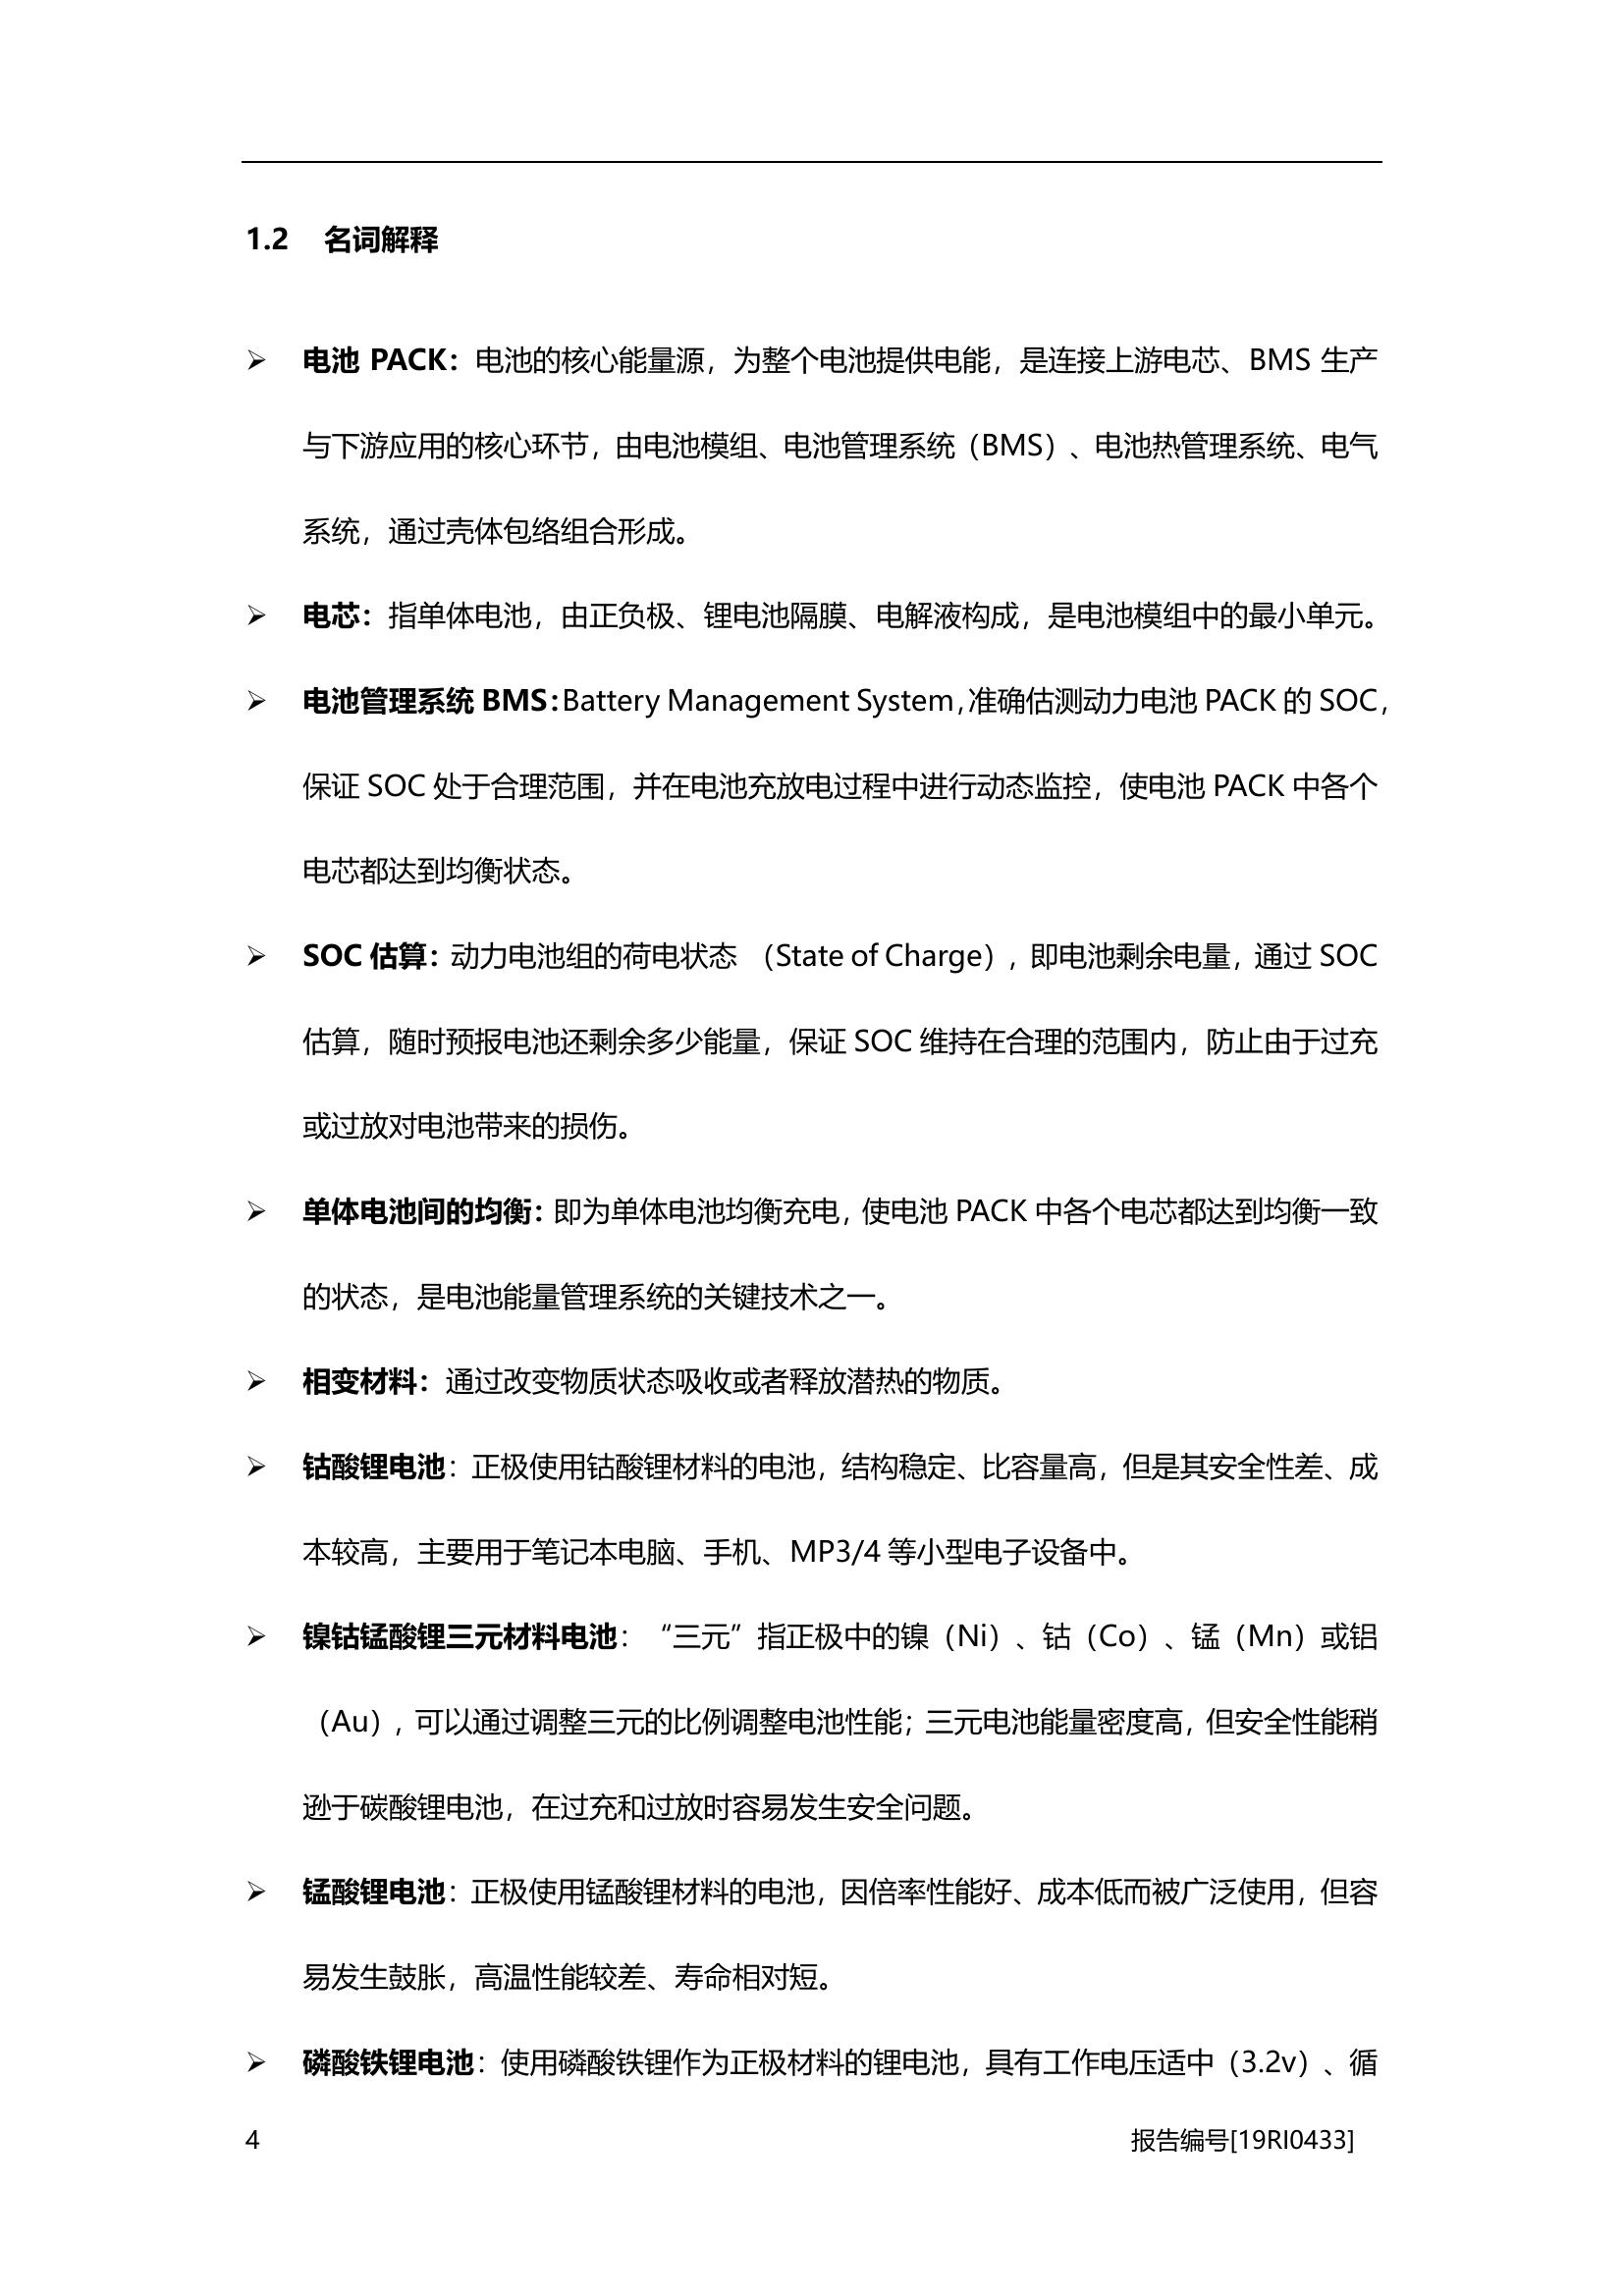 1.2 名词解释
➢ 电池 PACK：电池的核心能量源，为整个电池提供电能，是连接上游电芯、BMS 生产
与下游应用的核心环节，由电池模组、电池管理系统（BMS）、电池热管理系统、电气
系统，通过壳体包络组合形成。
➢ 电芯：指单体电池，由正负极、锂电池隔膜、电解液构成，是电池模组中的最小单元。
➢ 电池管理系统 BMS：Battery Management System，准确估测动力电池 PACK 的 SOC，
保证 SOC 处于合理范围，并在电池充放电过程中进行动态监控，使电池 PACK 中各个
电芯都达到均衡状态。
➢ SOC 估算：动力电池组的荷电状态 （State of Charge），即电池剩余电量，通过 SOC
估算，随时预报电池还剩余多少能量，保证 SOC 维持在合理的范围内，防止由于过充
或过放对电池带来的损伤。
➢ 单体电池间的均衡：即为单体电池均衡充电，使电池 PACK 中各个电芯都达到均衡一致
的状态，是电池能量管理系统的关键技术之一。
➢ 相变材料：通过改变物质状态吸收或者释放潜热的物质。
➢ 钴酸锂电池：正极使用钴酸锂材料的电池，结构稳定、比容量高，但是其安全性差、成
本较高，主要用于笔记本电脑、手机、MP3/4 等小型电子设备中。
➢ 镍钴锰酸锂三元材料电池：“三元”指正极中的镍（Ni）、钴（Co）、锰（Mn）或铝
（Au），可以通过调整三元的比例调整电池性能；三元电池能量密度高，但安全性能稍
逊于碳酸锂电池，在过充和过放时容易发生安全问题。
➢ 锰酸锂电池：正极使用锰酸锂材料的电池，因倍率性能好、成本低而被广泛使用，但容
易发生鼓胀，高温性能较差、寿命相对短。
➢ 磷酸铁锂电池：使用磷酸铁锂作为正极材料的锂电池，具有工作电压适中（3.2v）、循
4 报告编号[19RI0433]